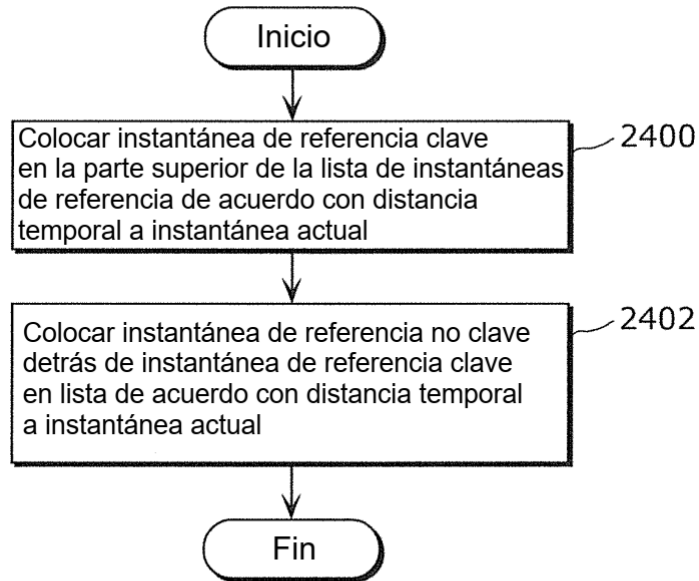 Inicio
Colocar instantánea de referencia clave
en la parte superior de la lista de instantáneas
de referencia de acuerdo con distancia
temporal a instantánea actual
2400
Colocar instantánea de referencia no clave
detrás de instantánea de referencia clave
en lista de acuerdo con distancia temporal
a instantánea actual
2402
Fin